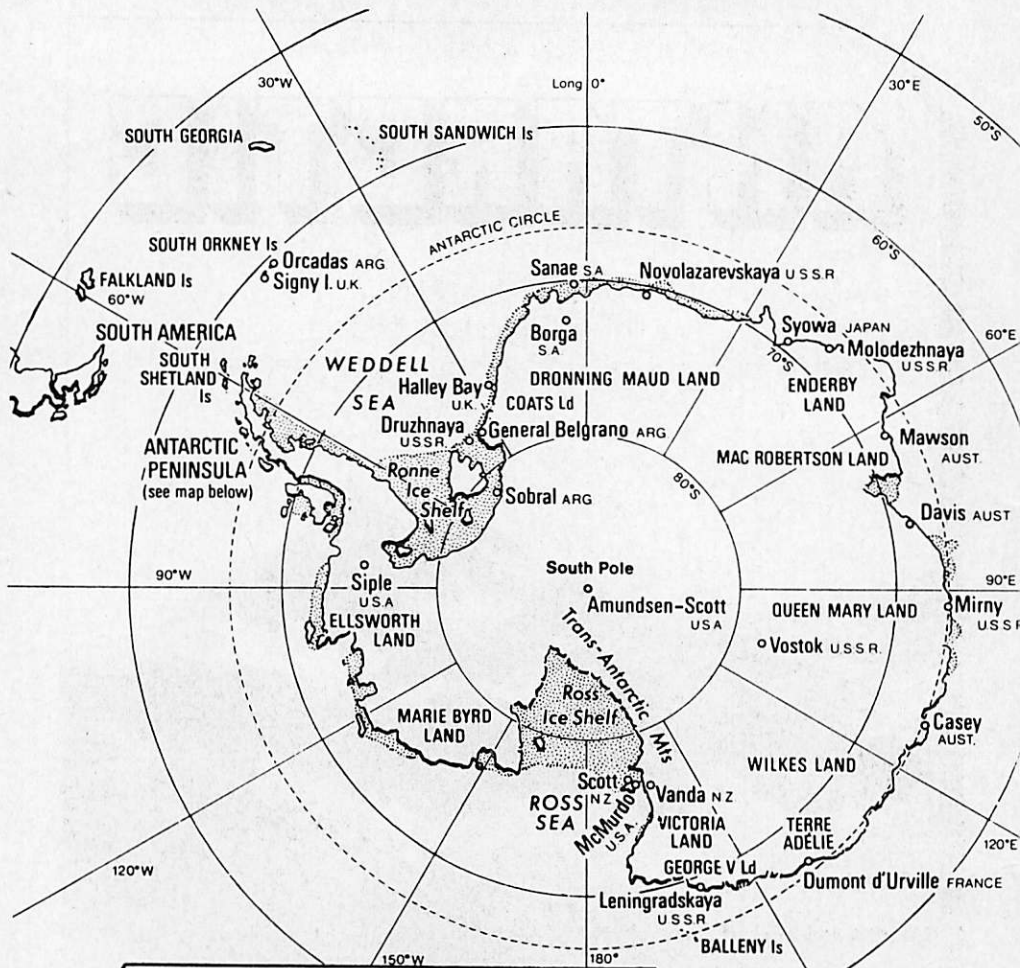 30°W
Long 0°
30°E
50°S
SOUTH GEORGIA
SOUTH SANDWICH Is
ANTARCTIC CIRCLE
60°S
SOUTH ORKNEY Is
Orcadas ARG
Signy I. U.K.
FALKLAND Is
60°W
SOUTH AMERICA
SOUTH
SHETLAND
Is
Sanae S.A
Novolazarevskaya U.S.S.R
Borga
S.A.
Syowa JAPAN
70°S
Molodezhnaya
U.S.S.R.
60°E
WEDDELL
SEA
Halley Bay
U.K.
DRONNING MAUD LAND
COATS Ld
ENDERBY
LAND
Druzhnaya
U.S.S.R.
General Belgrano ARG
Mawson
AUST.
MAC ROBERTSON LAND
ANTARCTIC
PENINSULA
(see map below)
Ronne
Ice
Shelf
Sobral ARG
80°S
Davis AUST
90°W
Siple
U.S.A
ELLSWORTH
LAND
South Pole
Amundsen–Scott
U.S.A
90°E
QUEEN MARY LAND
Mirny
U.S.S.R
Vostok U.S.S.R.
Trans-Antarctic Mts
Ross
Ice Shelf
MARIE BYRD
LAND
Casey
AUST.
WILKES LAND
Scott
N.Z
Vanda N.Z
McMurdo
U.S.A.
ROSS
SEA
VICTORIA
LAND
TERRE
ADÉLIE
GEORGE V Ld
120°E
120°W
Dumont d'Urville FRANCE
Leningradskaya
U.S.S.R
BALLENY Is
150°W
180°